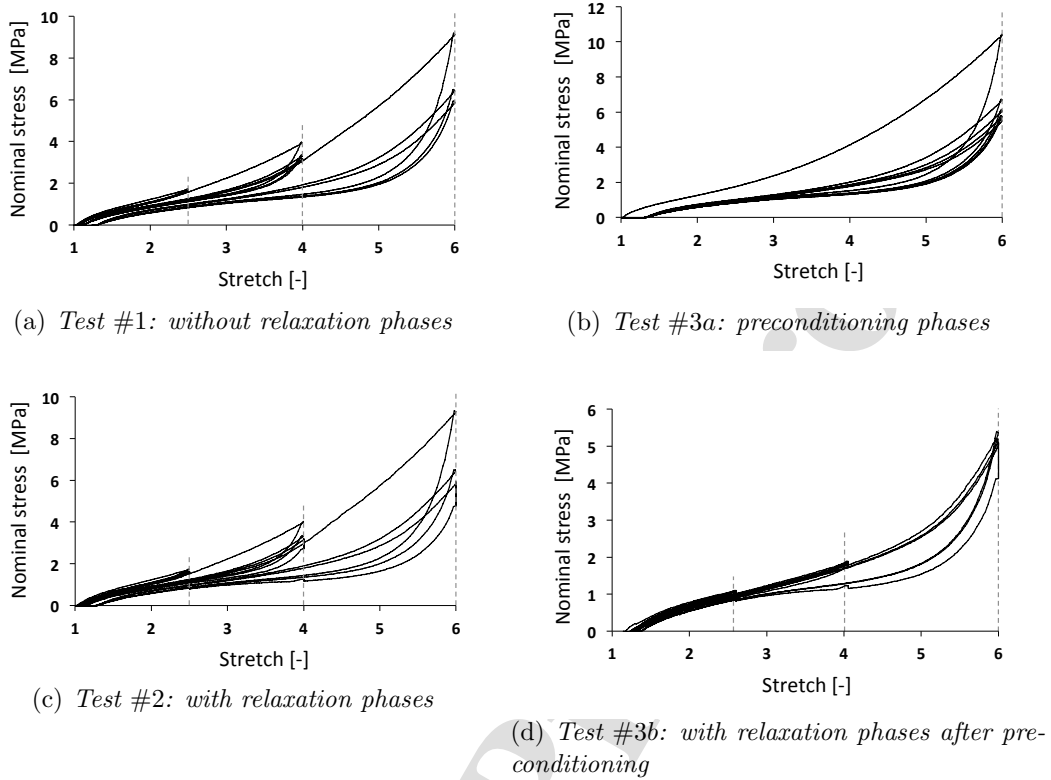 Nominal stress [MPa]
10
8
6
4
2
0
1 2 3 4 5 6
Stretch [-]
(a) Test #1: without relaxation phases
Nominal stress [MPa]
12
10
8
6
4
2
0
1 2 3 4 5 6
Stretch [-]
(b) Test #3a: preconditioning phases
Nominal stress [MPa]
10
8
6
4
2
0
1 2 3 4 5 6
Stretch [-]
(c) Test #2: with relaxation phases
Nominal stress [MPa]
6
5
4
3
2
1
0
1 2 3 4 5 6
Stretch [-]
(d) Test #3b: with relaxation phases after pre-
conditioning